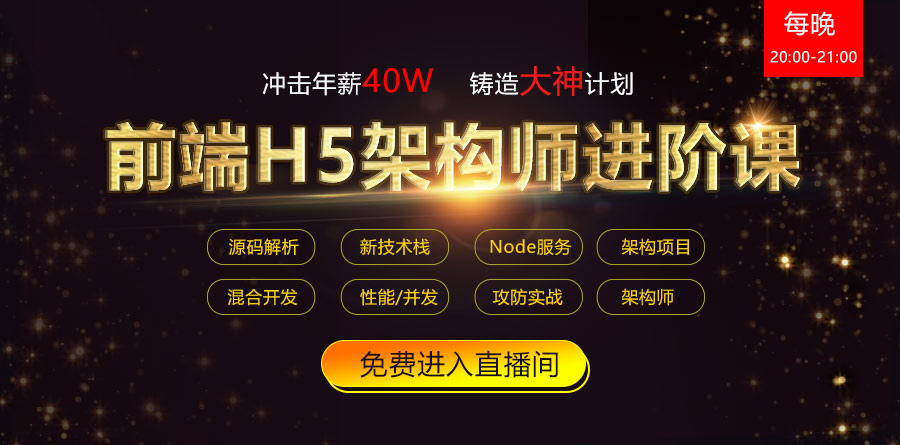 每晚
20:00-21:00
冲击年薪40W 铸造大神计划
前端H5架构师进阶课
源码解析 新技术栈 Node服务 架构项目
混合开发 性能/并发 攻防实战 架构师
免费进入直播间